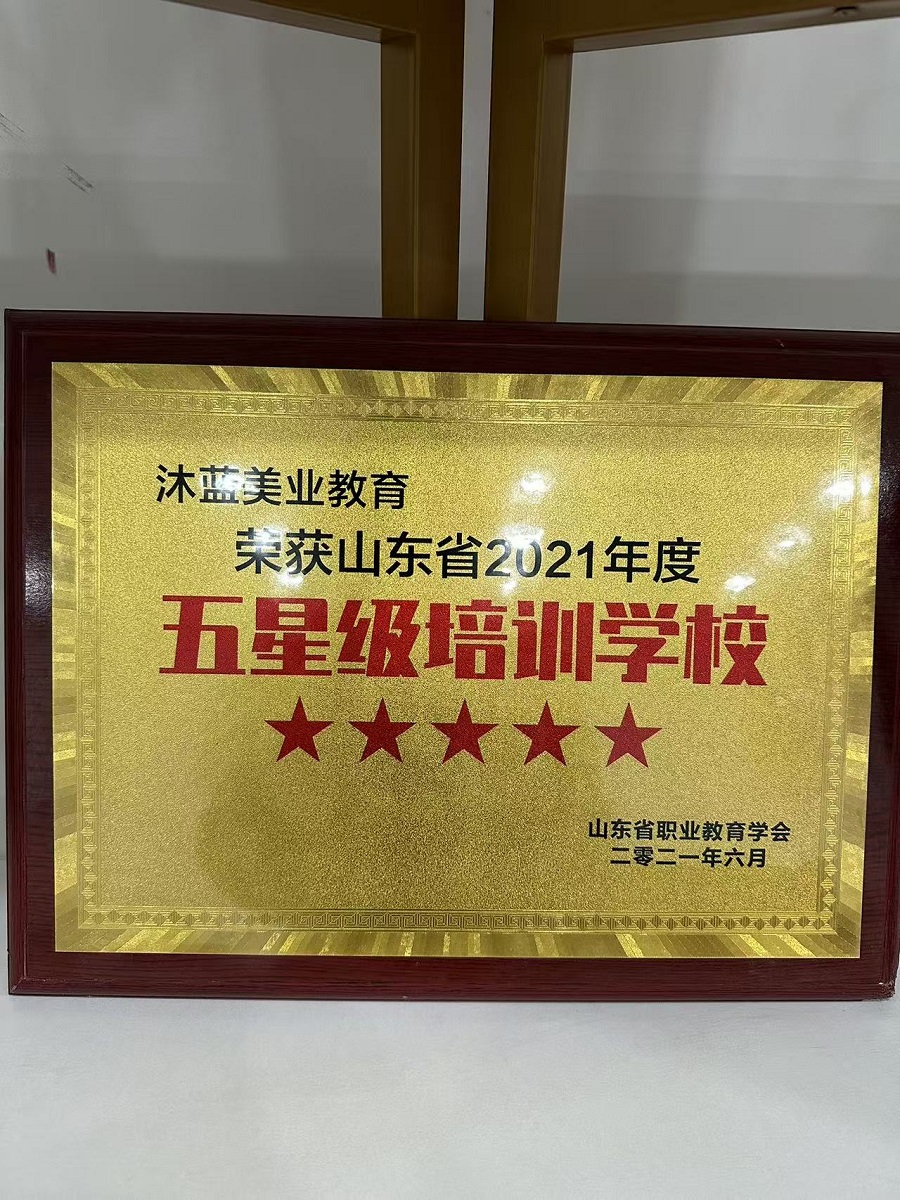 沐蓝美业教育
荣获山东省2021年度
五星级培训学校
山东省职业教育学会
二零二一年六月